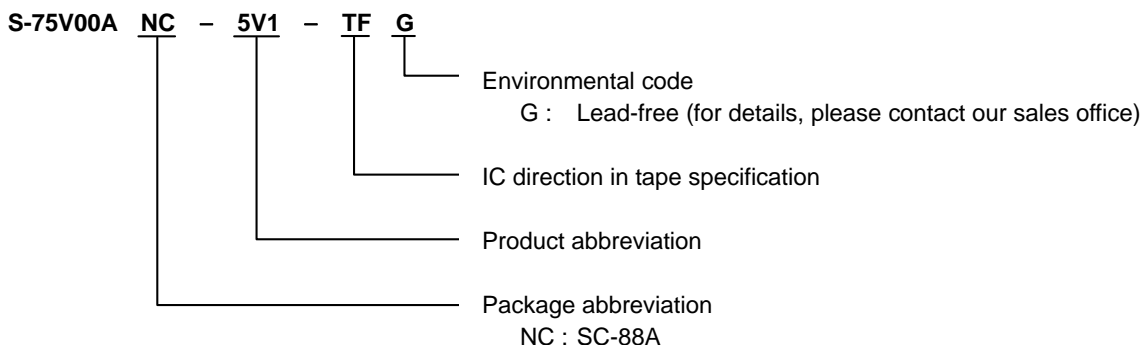 S-75V00A NC – 5V1 – TF G
Environmental code
G : Lead-free (for details, please contact our sales office)
IC direction in tape specification
Product abbreviation
Package abbreviation
NC : SC-88A